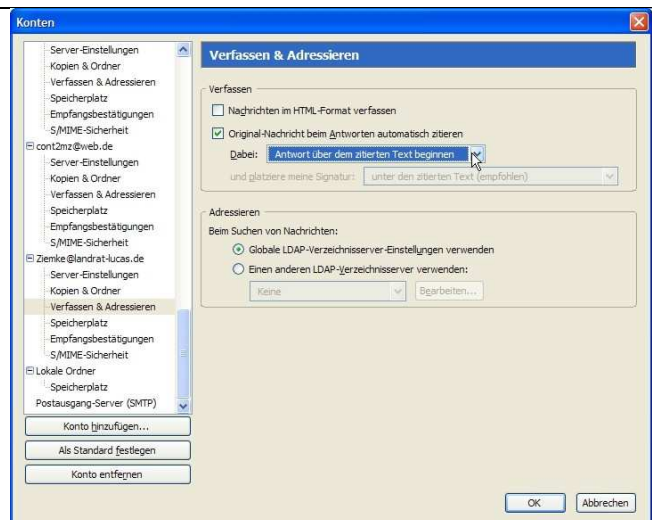 Konten
Server-Einstellungen
Kopien & Ordner
Verfassen & Adressieren
Speicherplatz
Empfangsbestätigungen
S/MIME-Sicherheit
cont2mz@web.de
Server-Einstellungen
Kopien & Ordner
Verfassen & Adressieren
Speicherplatz
Empfangsbestätigungen
S/MIME-Sicherheit
Ziemke@landrat-lucas.de
Server-Einstellungen
Kopien & Ordner
Verfassen & Adressieren
Speicherplatz
Empfangsbestätigungen
S/MIME-Sicherheit
Lokale Ordner
Speicherplatz
Postausgang-Server (SMTP)
Konto hinzufügen...
Als Standard festlegen
Konto entfernen
Verfassen & Adressieren
Verfassen
Nachrichten im HTML-Format verfassen
Original-Nachricht beim Antworten automatisch zitieren
Dabei: Antwort über dem zitierten Text beginnen
und platziere meine Signatur: unter den zitierten Text (empfohlen)
Adressieren
Beim Suchen von Nachrichten:
Globale LDAP-Verzeichnisserver-Einstellungen verwenden
Einen anderen LDAP-Verzeichnisserver verwenden:
Keine Bearbeiten...
OK Abbrechen